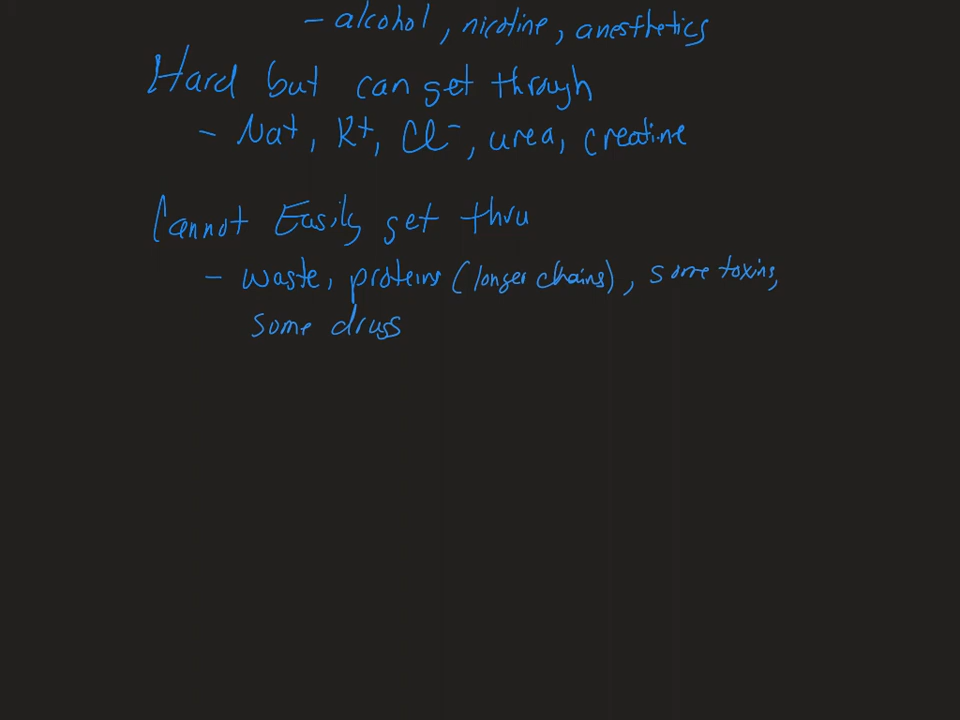 - alcohol, nicotine, anesthetics
Hard but can get through
- Na+, K+, Cl-, urea, creatine
Cannot Easily get thru
- waste, proteins (longer chains), some toxins,
some drugs